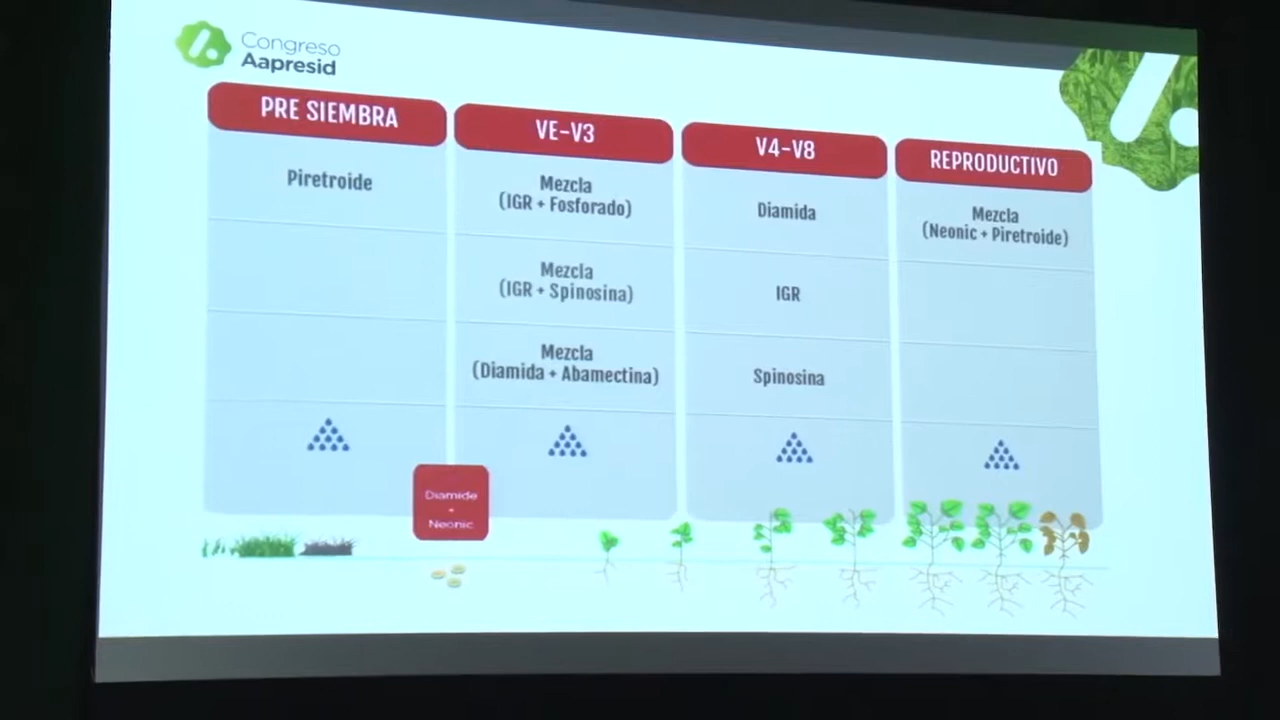 Congreso
Aapresid
PRE SIEMBRA
Piretroide
VE-V3
Mezcla
(IGR + Fosforado)
Mezcla
(IGR + Spinosina)
Mezcla
(Diamida + Abamectina)
V4-V8
Diamida
IGR
Spinosina
REPRODUCTIVO
Mezcla
(Neonic + Piretroide)
Diamide
+
Neonic